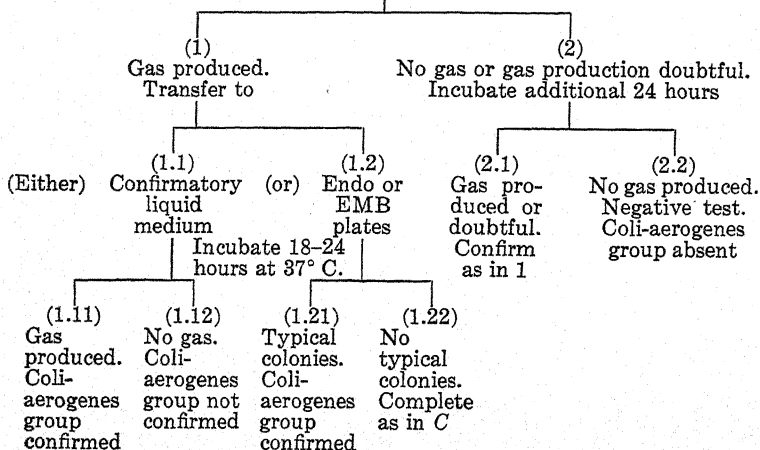 (1)
Gas produced.
Transfer to
(2)
No gas or gas production doubtful.
Incubate additional 24 hours
(Either)
(1.1)
Confirmatory
liquid
medium
(or)
(1.2)
Endo or
EMB
plates
Incubate 18–24
hours at 37° C.
(2.1)
Gas pro-
duced or
doubtful.
Confirm
as in 1
(2.2)
No gas produced.
Negative test.
Coli-aerogenes
group absent
(1.11)
Gas
produced.
Coli-
aerogenes
group
confirmed
(1.12)
No gas.
Coli-
aerogenes
group not
confirmed
(1.21)
Typical
colonies.
Coli-
aerogenes
group
confirmed
(1.22)
No
typical
colonies.
Complete
as in C